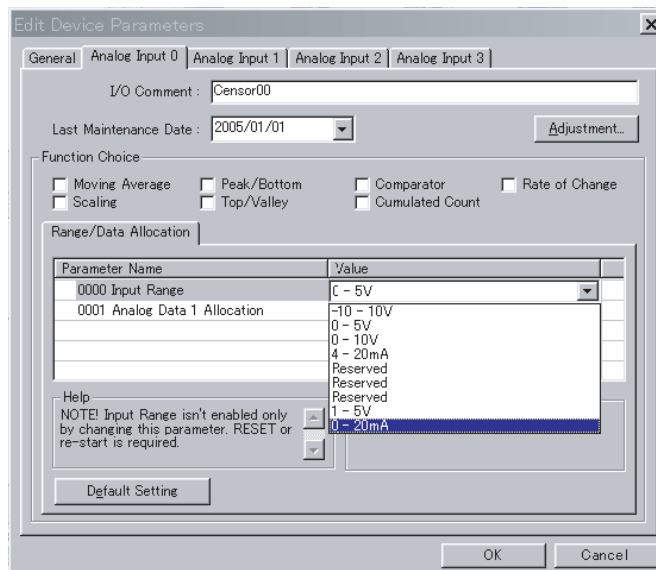 Edit Device Parameters
General Analog Input 0 Analog Input 1 Analog Input 2 Analog Input 3
I/O Comment : Censor00
Last Maintenance Date : 2005/01/01 Adjustment...
Function Choice
Moving Average Peak/Bottom Comparator Rate of Change
Scaling Top/Valley Cumulated Count
Range/Data Allocation
Parameter Name Value
0000 Input Range 0 - 5V
0001 Analog Data 1 Allocation
-10 - 10V
0 - 5V
0 - 10V
4 - 20mA
Reserved
Reserved
Reserved
1 - 5V
0 - 20mA
Help
NOTE! Input Range isn't enabled only
by changing this parameter. RESET or
re-start is required.
Default Setting
OK Cancel